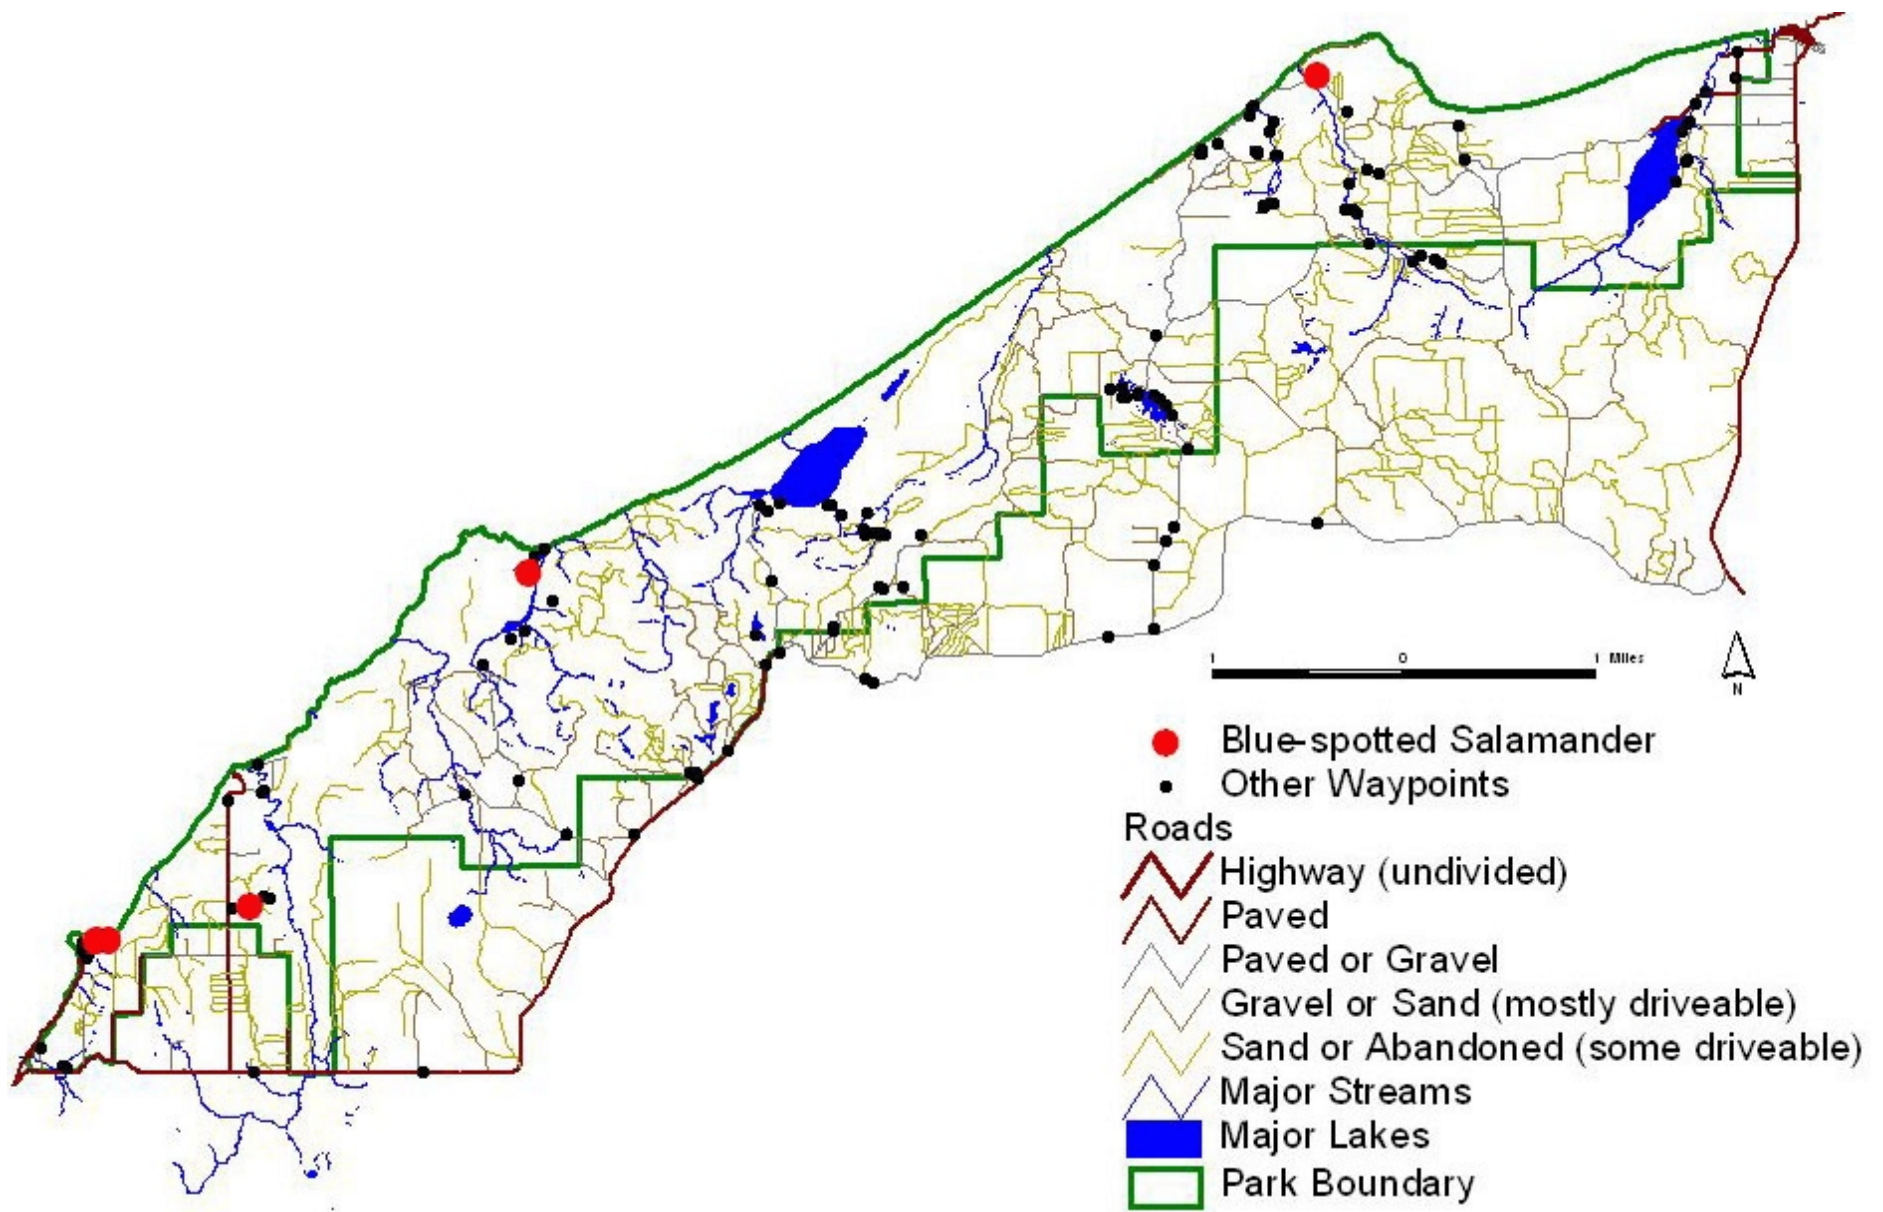 1 0 1 Miles
N
Blue-spotted Salamander
Other Waypoints
Roads
Highway (undivided)
Paved
Paved or Gravel
Gravel or Sand (mostly driveable)
Sand or Abandoned (some driveable)
Major Streams
Major Lakes
Park Boundary